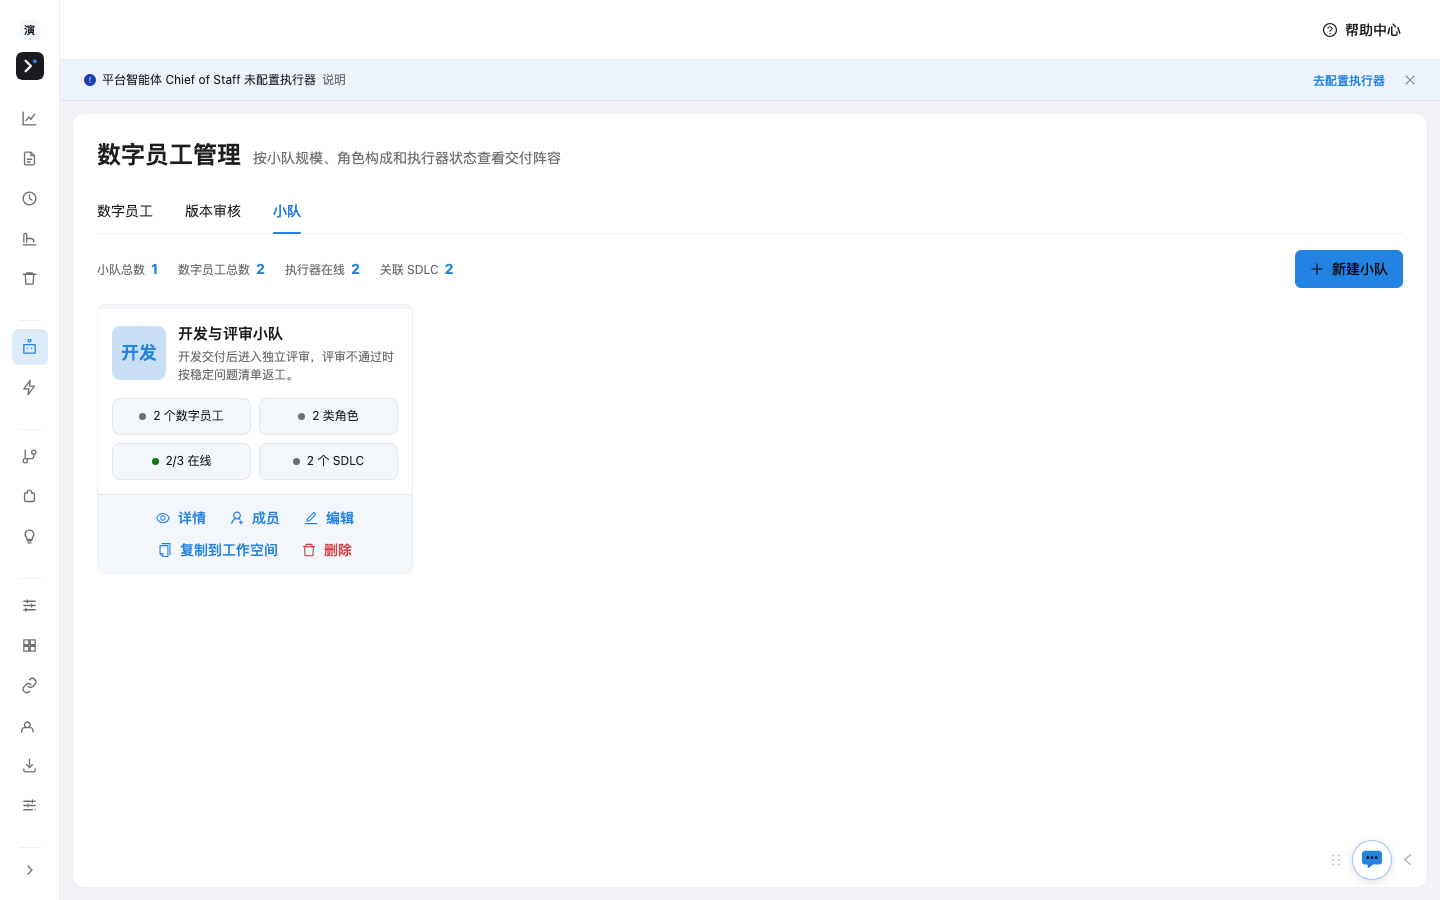 演
帮助中心
平台智能体 Chief of Staff 未配置执行器 说明
去配置执行器
数字员工管理 按小队规模、角色构成和执行器状态查看交付阵容
数字员工 版本审核 小队
小队总数 1 数字员工总数 2 执行器在线 2 关联 SDLC 2
新建小队
开发
开发与评审小队
开发交付后进入独立评审，评审不通过时
按稳定问题清单返工。
2 个数字员工 2 类角色
2/3 在线 2 个 SDLC
详情 成员 编辑
复制到工作空间 删除